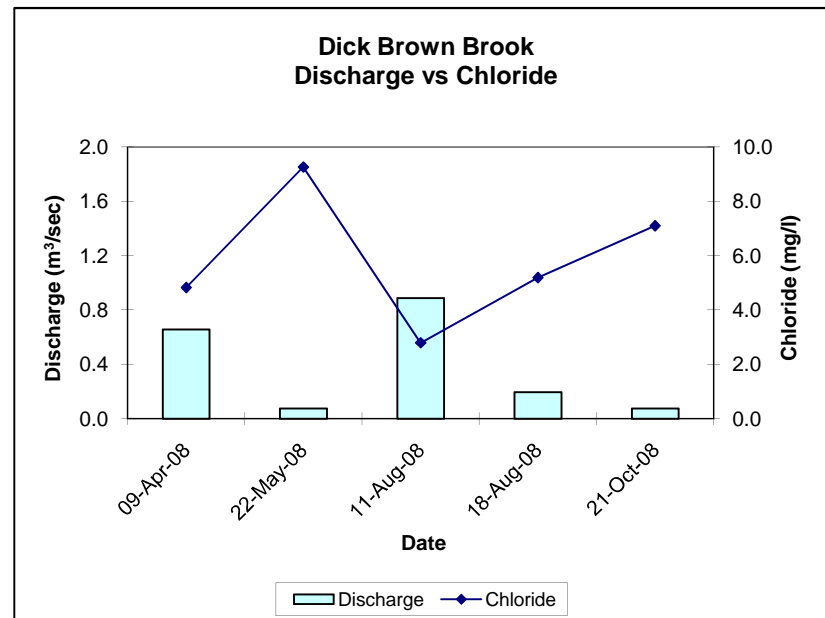 Dick Brown Brook
Discharge vs Chloride
2.0
1.6
1.2
0.8
0.4
0.0
Discharge (m³/sec)
10.0
8.0
6.0
4.0
2.0
0.0
Chloride (mg/l)
09-Apr-08
22-May-08
11-Aug-08
18-Aug-08
21-Oct-08
Date
Discharge
Chloride